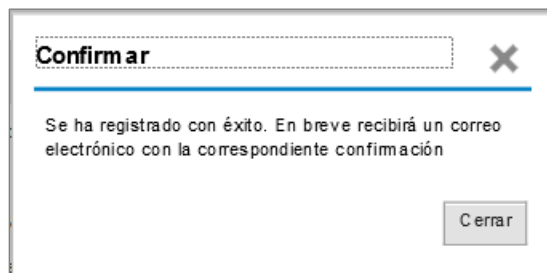 Confirmar
Se ha registrado con éxito. En breve recibirá un correo
electrónico con la correspondiente confirmación
Cerrar